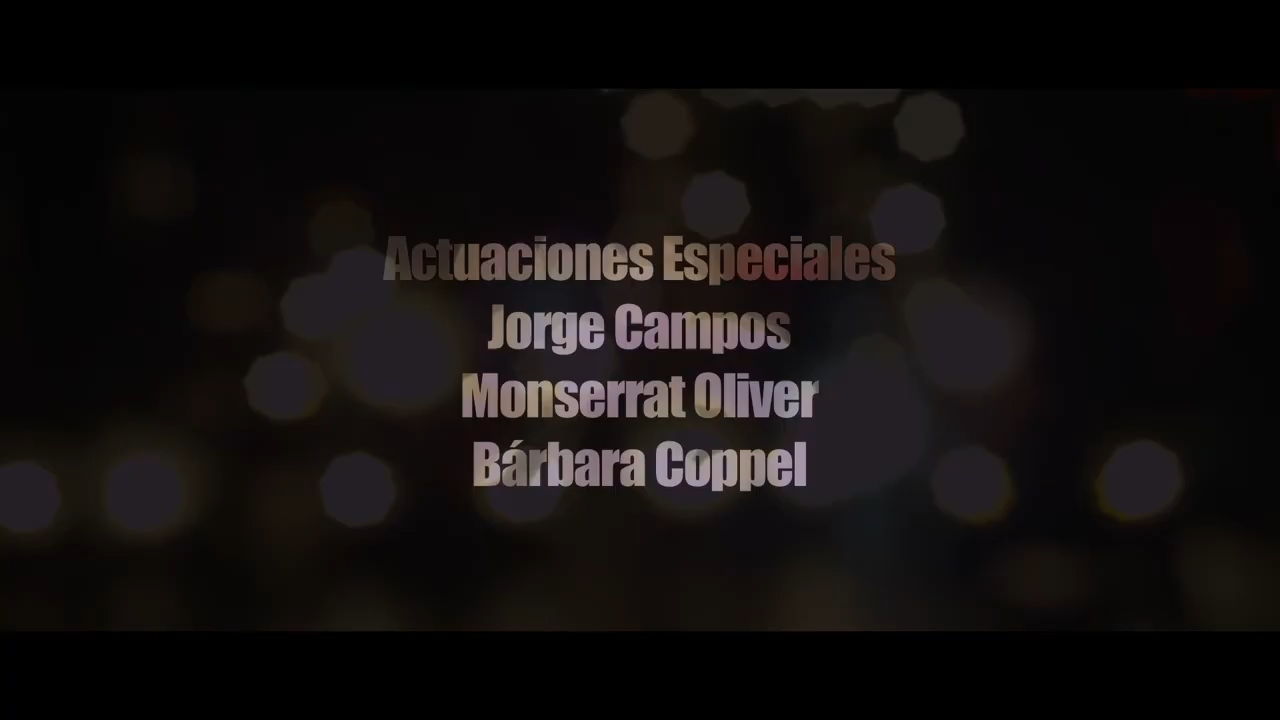 Actuaciones Especiales
Jorge Campos
Monserrat Oliver
Bárbara Coppel